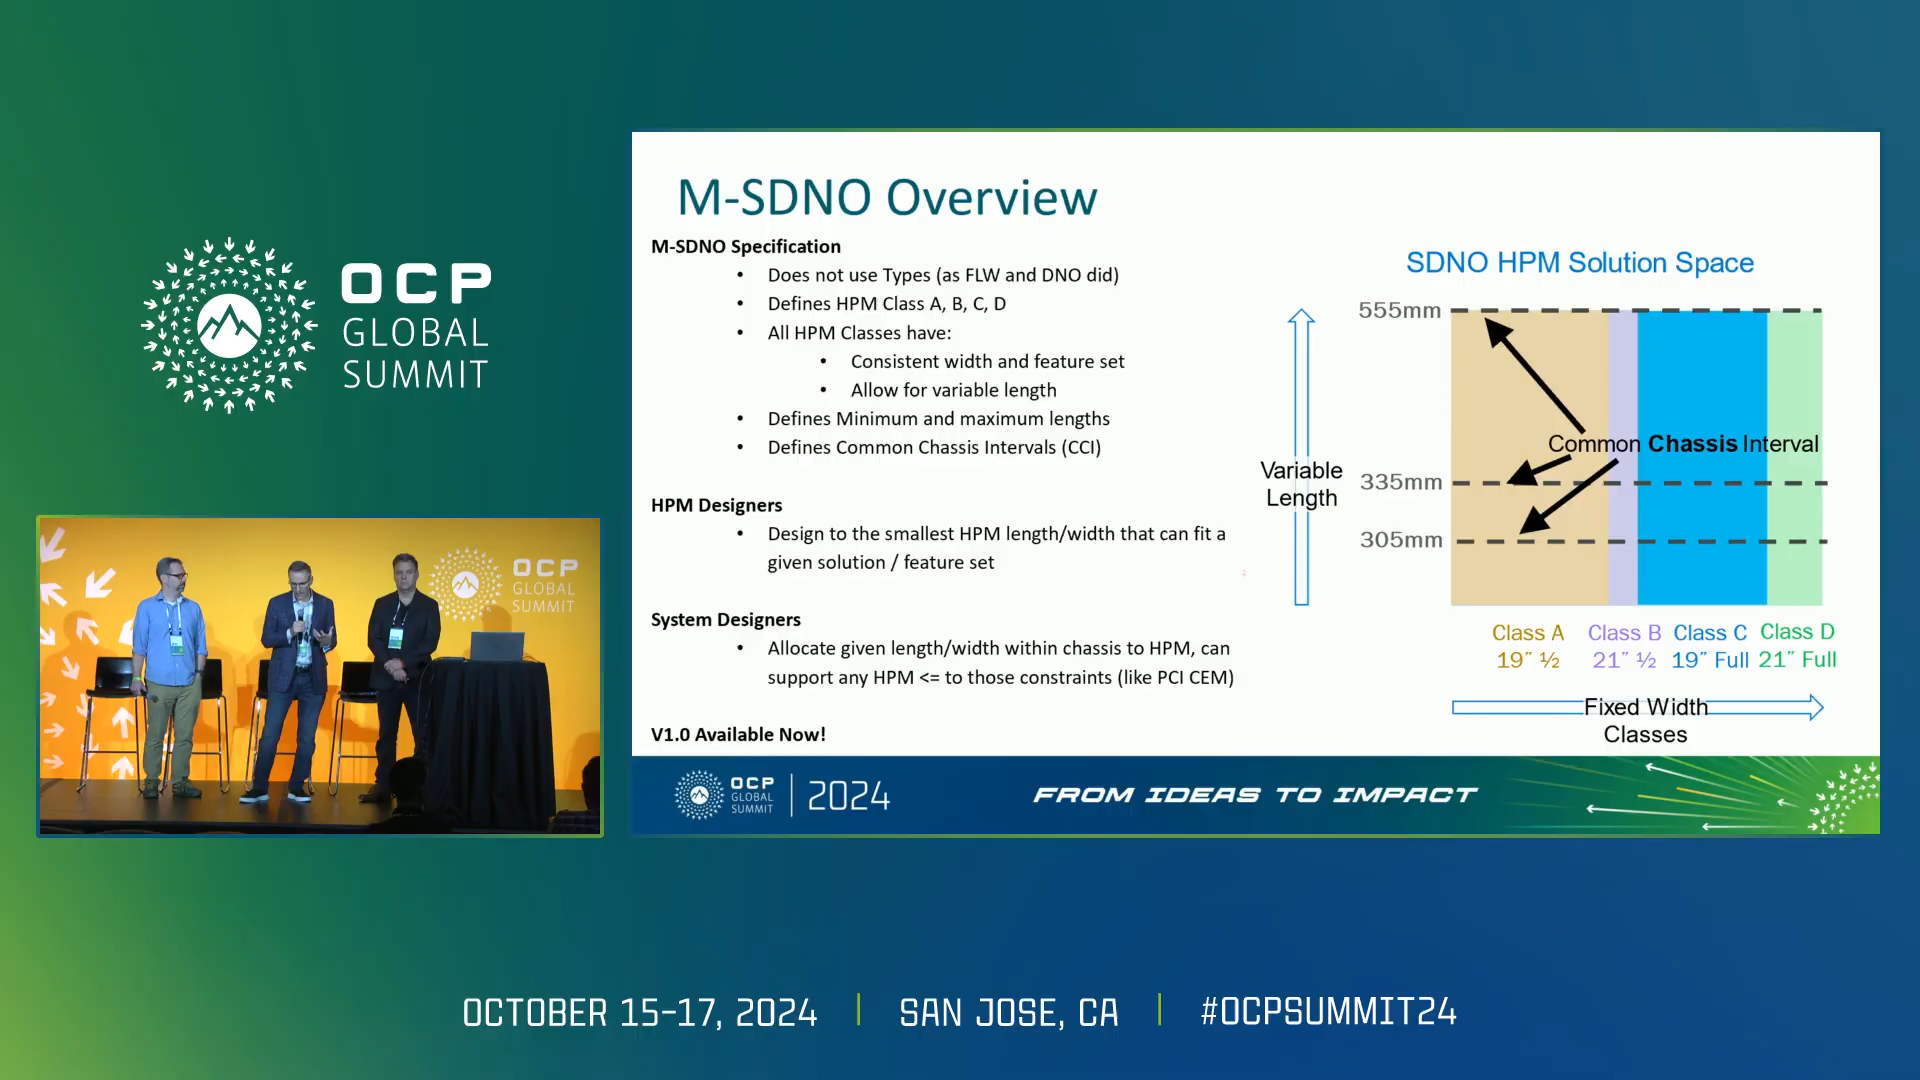 OCP
GLOBAL
SUMMIT
M-SDNO Overview
M-SDNO Specification
• Does not use Types (as FLW and DNO did)
• Defines HPM Class A, B, C, D
• All HPM Classes have:
• Consistent width and feature set
• Allow for variable length
• Defines Minimum and maximum lengths
• Defines Common Chassis Intervals (CCI)
HPM Designers
• Design to the smallest HPM length/width that can fit a
given solution / feature set
System Designers
• Allocate given length/width within chassis to HPM, can
support any HPM <= to those constraints (like PCI CEM)
V1.0 Available Now!
SDNO HPM Solution Space
555mm
Common Chassis Interval
Variable
Length
335mm
305mm
Class A Class B Class C Class D
19” ½ 21” ½ 19” Full 21” Full
Fixed Width
Classes
OCP
GLOBAL
SUMMIT
2024
FROM IDEAS TO IMPACT
OCP
GLOBAL
SUMMIT
OCTOBER 15-17, 2024 | SAN JOSE, CA | #OCPSUMMIT24